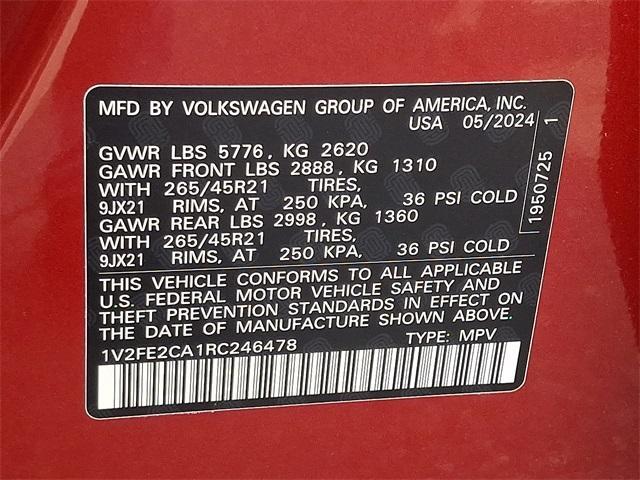 MFD BY VOLKSWAGEN GROUP OF AMERICA, INC.
USA 05/2024
GVWR LBS 5776, KG 2620
GAWR FRONT LBS 2888, KG 1310
WITH 265/45R21 TIRES,
9JX21 RIMS, AT 250 KPA, 36 PSI COLD
GAWR REAR LBS 2998, KG 1360
WITH 265/45R21 TIRES,
9JX21 RIMS, AT 250 KPA, 36 PSI COLD
THIS VEHICLE CONFORMS TO ALL APPLICABLE
U.S. FEDERAL MOTOR VEHICLE SAFETY AND
THEFT PREVENTION STANDARDS IN EFFECT ON
THE DATE OF MANUFACTURE SHOWN ABOVE.
1V2FE2CA1RC246478 TYPE: MPV
1950725 1